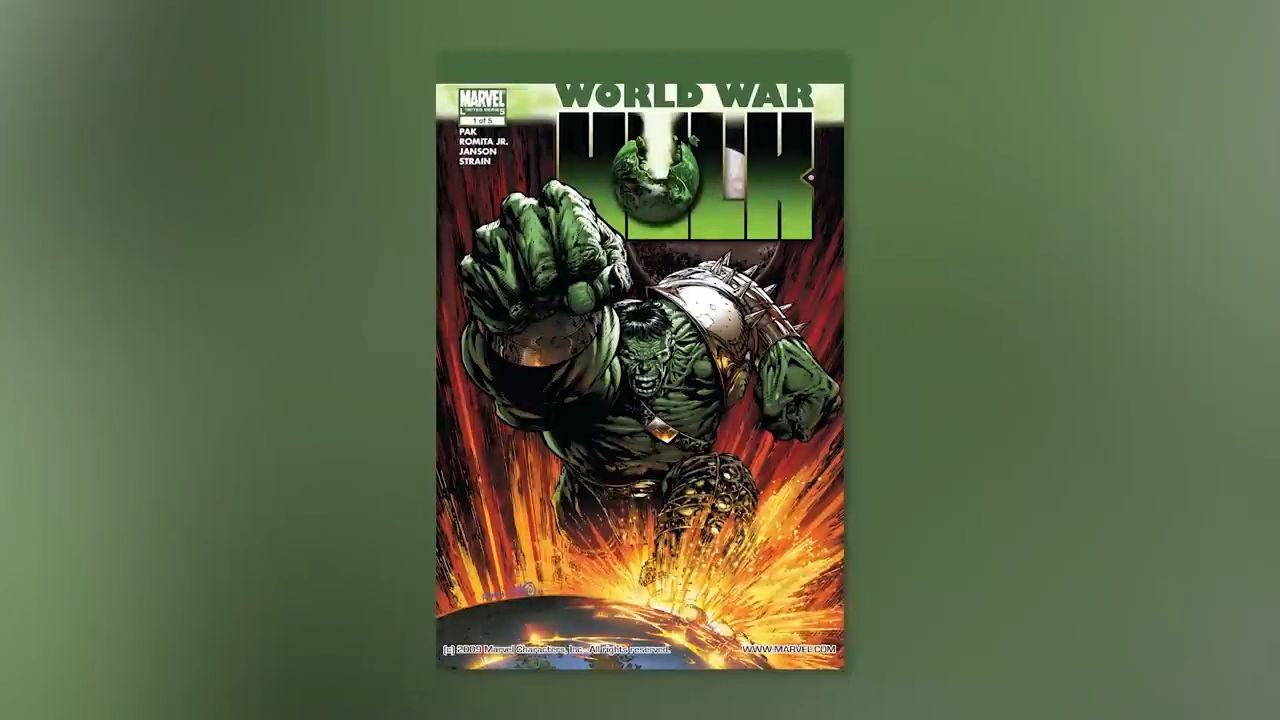 WORLD WAR
HULK
MARVEL
LIMITED SERIES
1 of 5
PAK
ROMITA JR.
JANSON
STRAIN
(c) 2009 Marvel Characters, Inc. All rights reserved.
WWW.MARVEL.COM